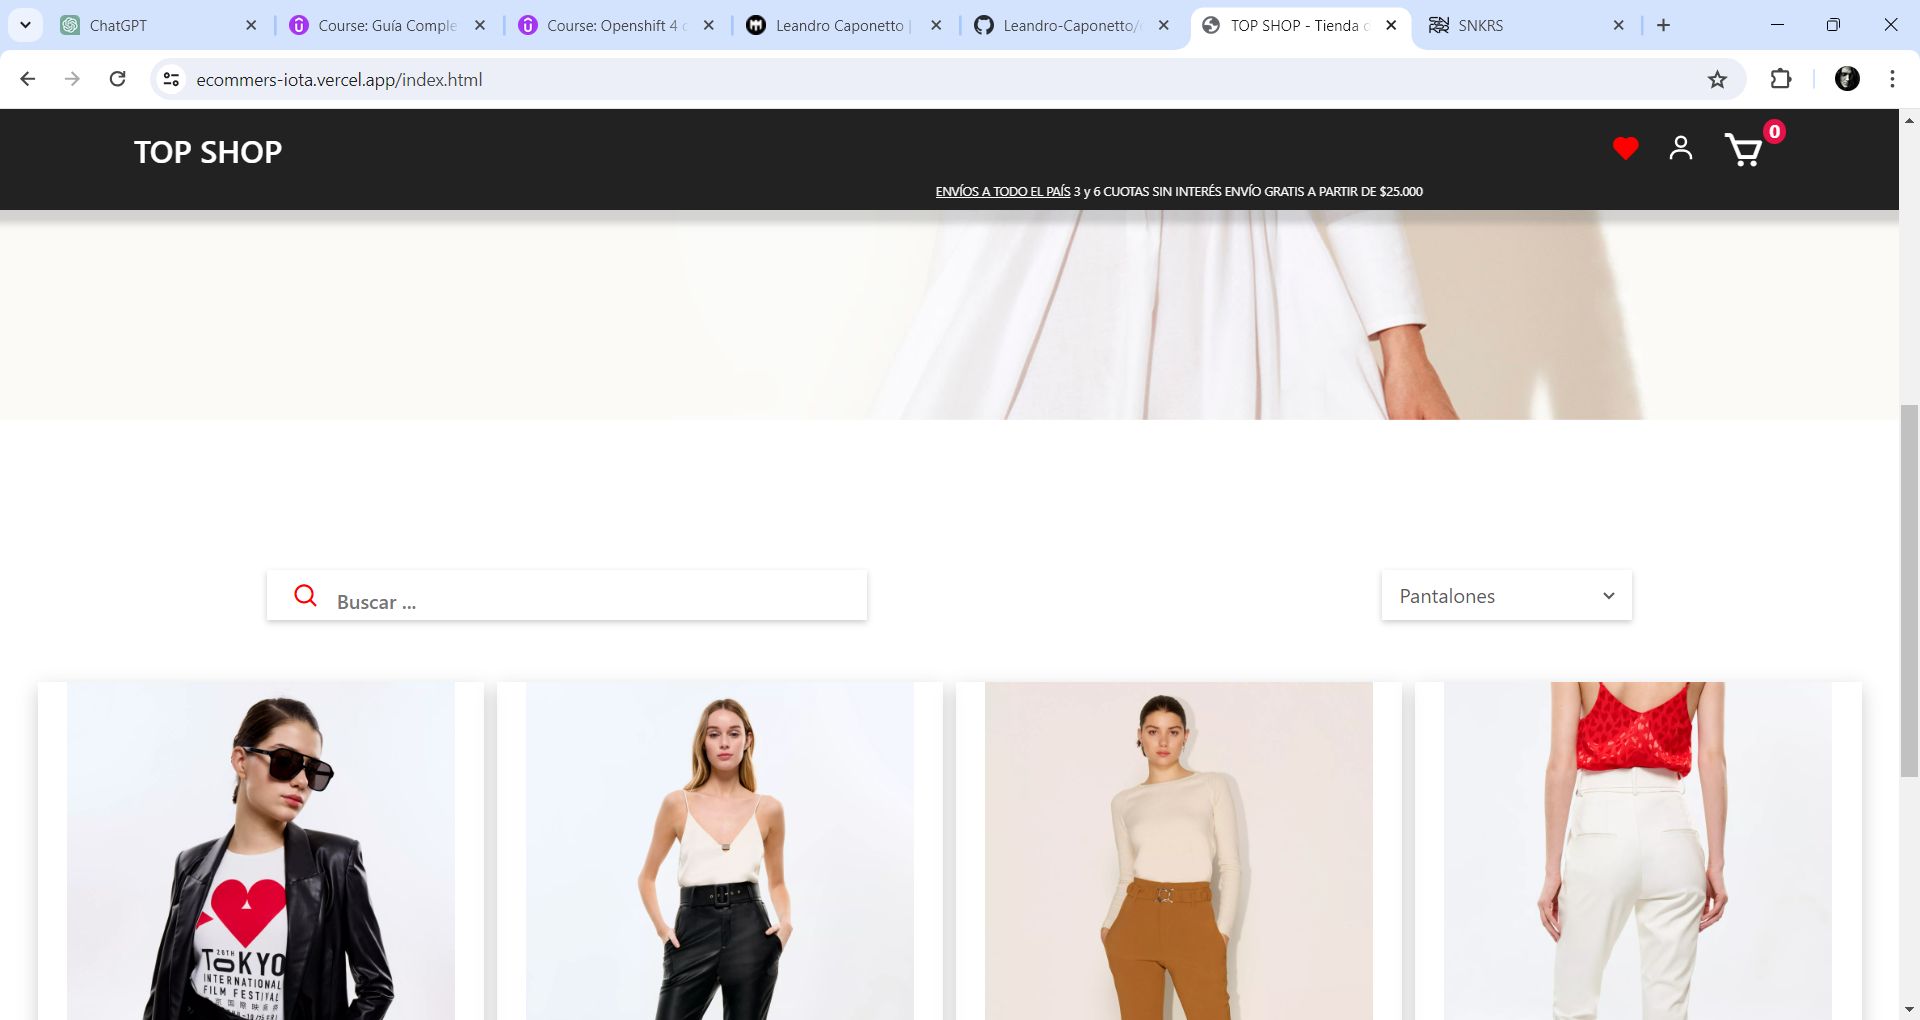 ChatGPT
Course: Guía Comple
Course: Openshift 4
Leandro Caponetto |
Leandro-Caponetto/
TOP SHOP - Tienda
SNKRS
ecommers-iota.vercel.app/index.html
TOP SHOP
0
ENVÍOS A TODO EL PAÍS 3 y 6 CUOTAS SIN INTERÉS ENVÍO GRATIS A PARTIR DE $25.000
Buscar ...
Pantalones
26TH
TOKYO
INTERNATIONAL
FILM FESTIVAL